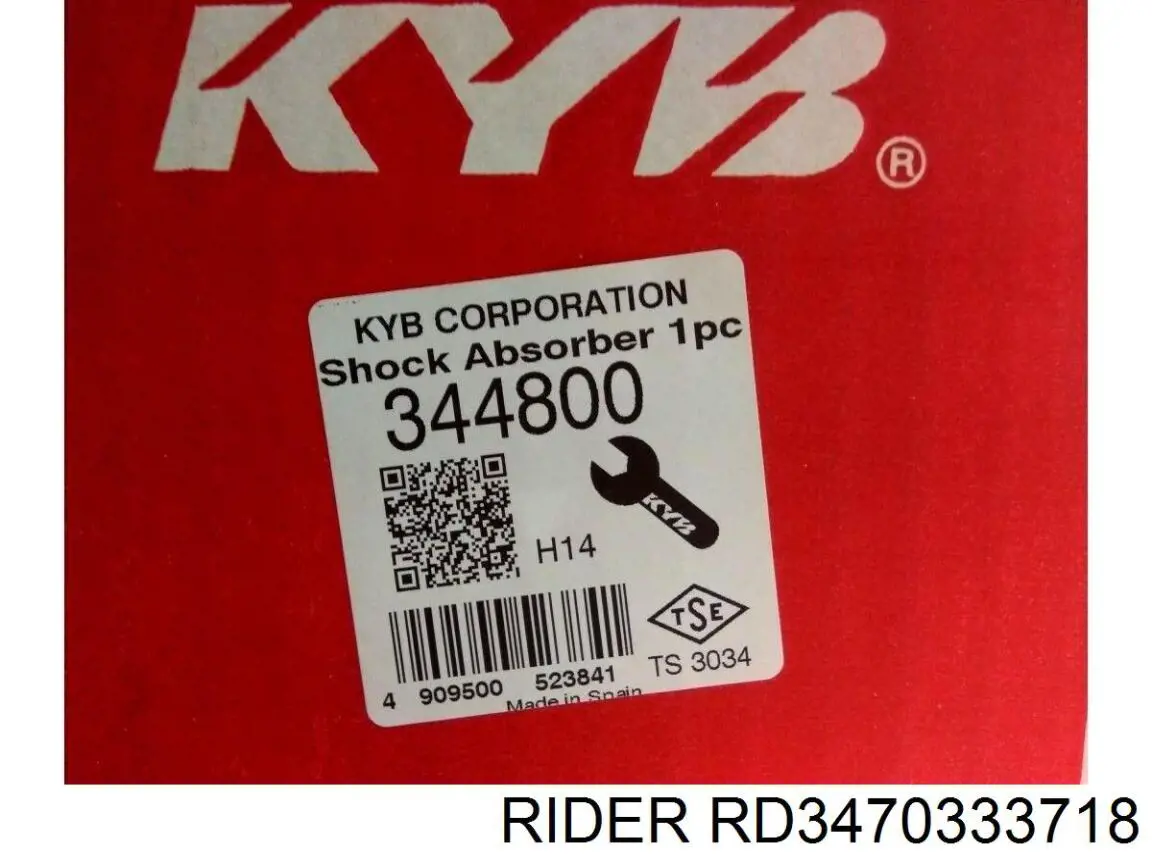 KYB®
KYB CORPORATION
Shock Absorber 1pc
344800
KYB
H14
TSE
4 909500 523841
TS 3034
Made in Spain
RIDER RD3470333718